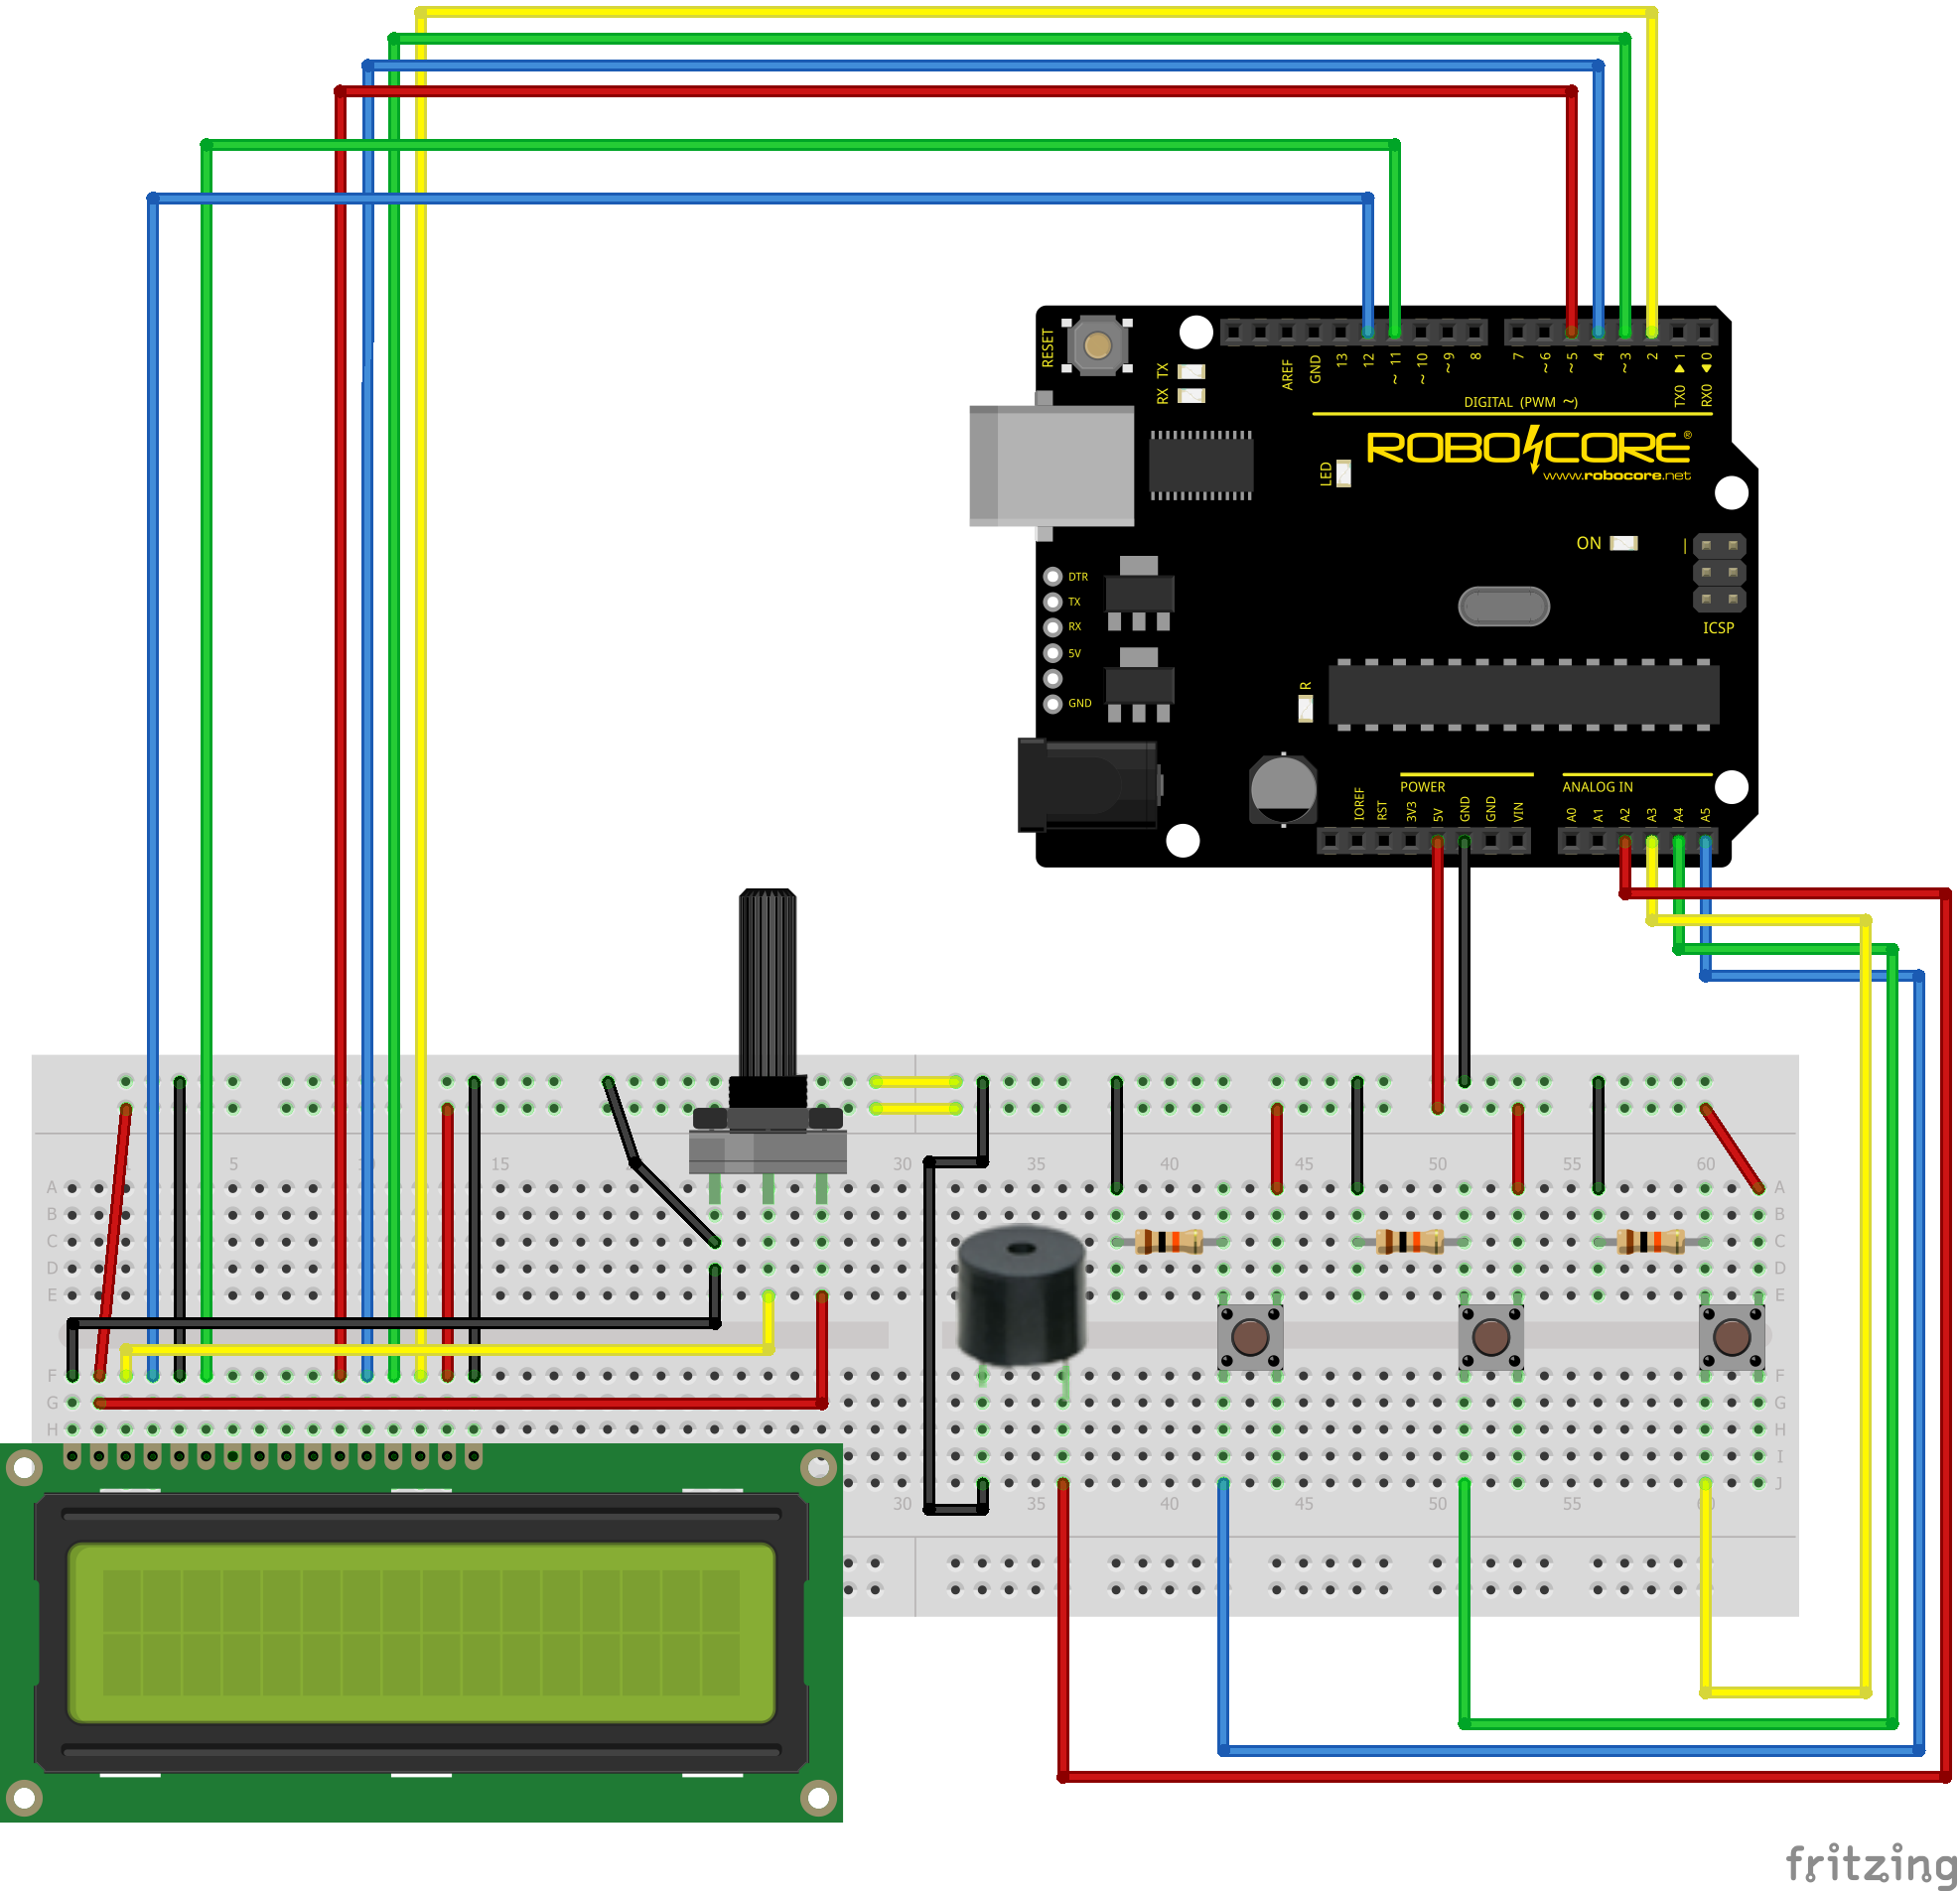 RESET
TX
RX
AREF
GND
13
12
~ 11
~ 10
~ 9
8
7
~ 6
~ 5
4
~ 3
2
1
0
TX0
RX0
DIGITAL (PWM ~)
ROBOCORE®
www.robocore.net
LED
ON
ICSP
DTR
TX
RX
5V
GND
R
POWER
ANALOG IN
IOREF
RST
3V3
5V
GND
GND
VIN
A0
A1
A2
A3
A4
A5
5
15
30
35
40
45
50
55
60
A
A
B
B
C
C
D
D
E
E
F
F
G
G
H
H
I
J
30
35
40
45
50
55
fritzing